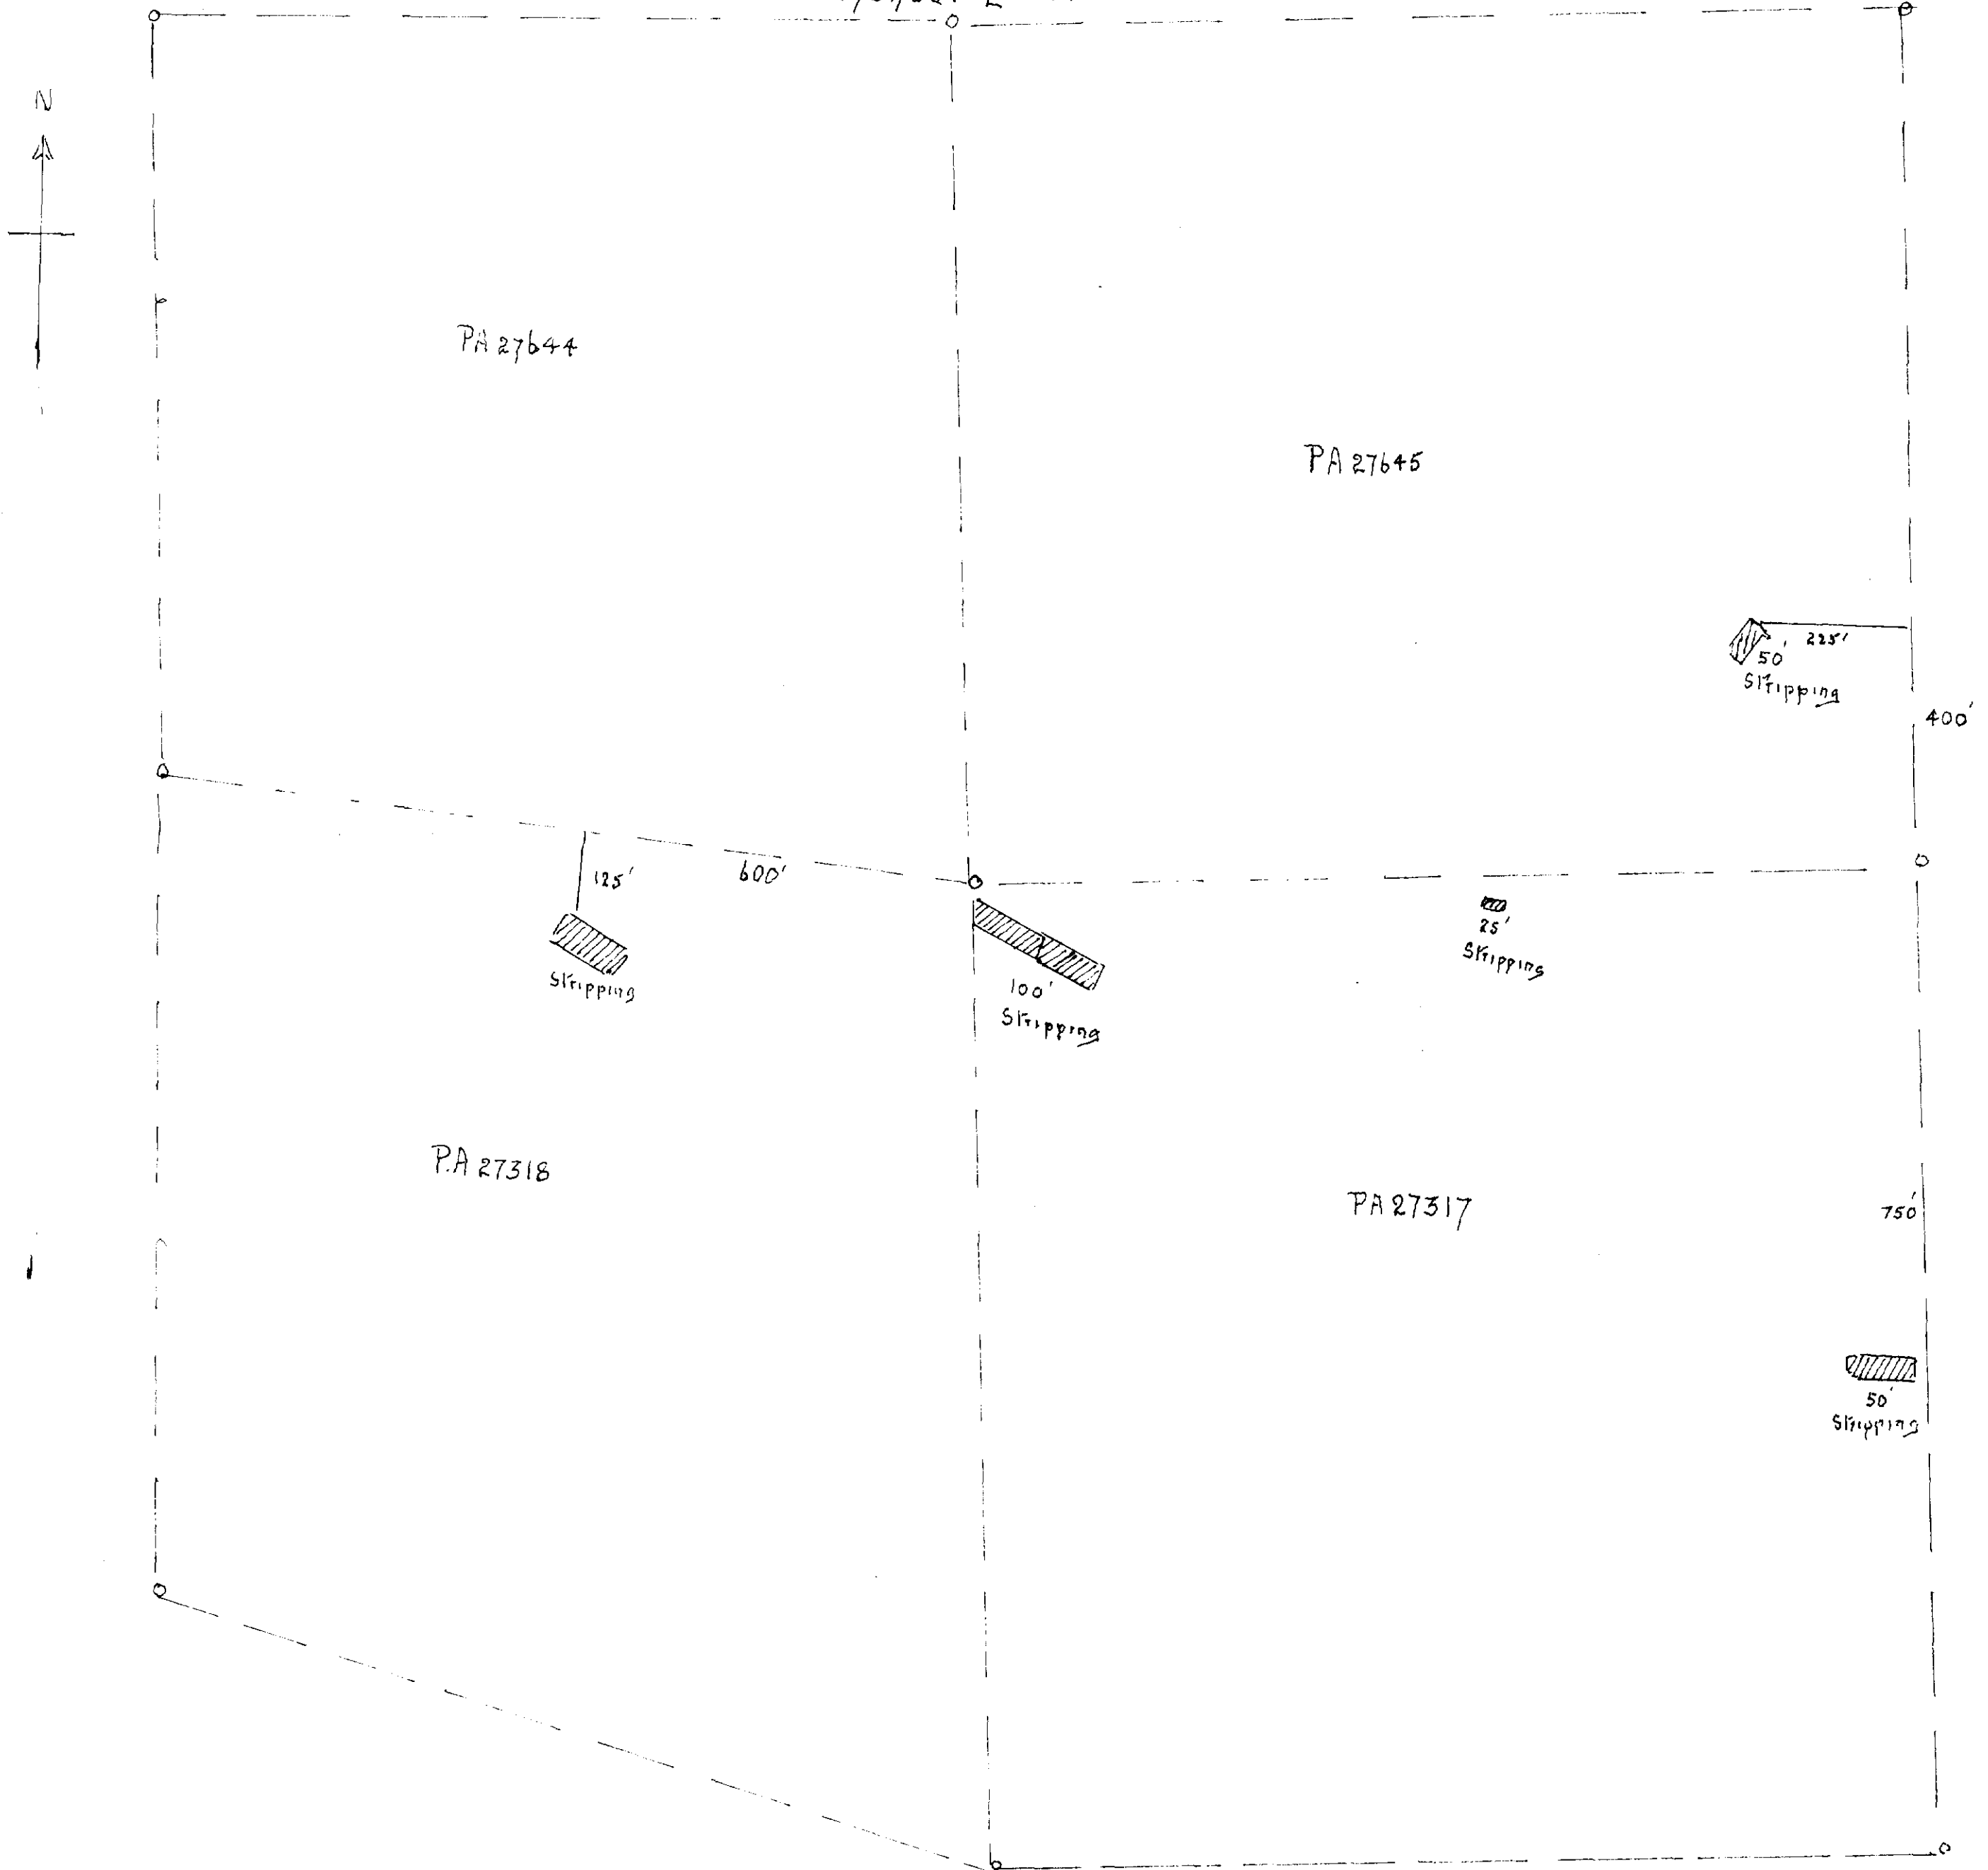 N
PA 27644
PA 27645
225'
50'
Stripping
400'
125'
600'
Stripping
100'
Stripping
25'
Stripping
P.A 27318
PA 27317
750'
50'
Stripping